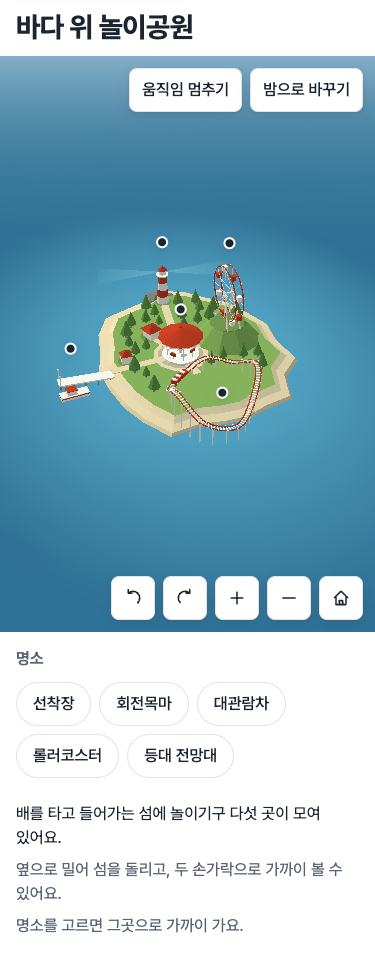 바다 위 놀이공원
움직임 멈추기
밤으로 바꾸기
명소
선착장
회전목마
대관람차
롤러코스터
등대 전망대
배를 타고 들어가는 섬에 놀이기구 다섯 곳이 모여
있어요.
옆으로 밀어 섬을 돌리고, 두 손가락으로 가까이 볼 수
있어요.
명소를 고르면 그곳으로 가까이 가요.